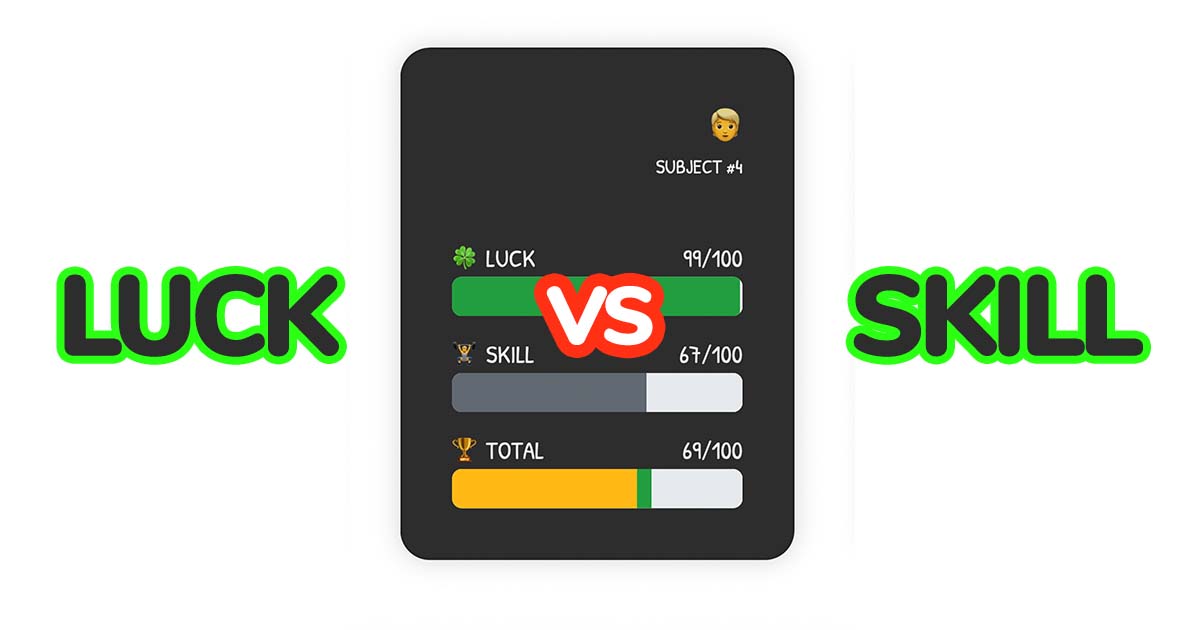 SUBJECT #4
LUCK 99/100
LUCK VS SKILL
SKILL 67/100
TOTAL 69/100